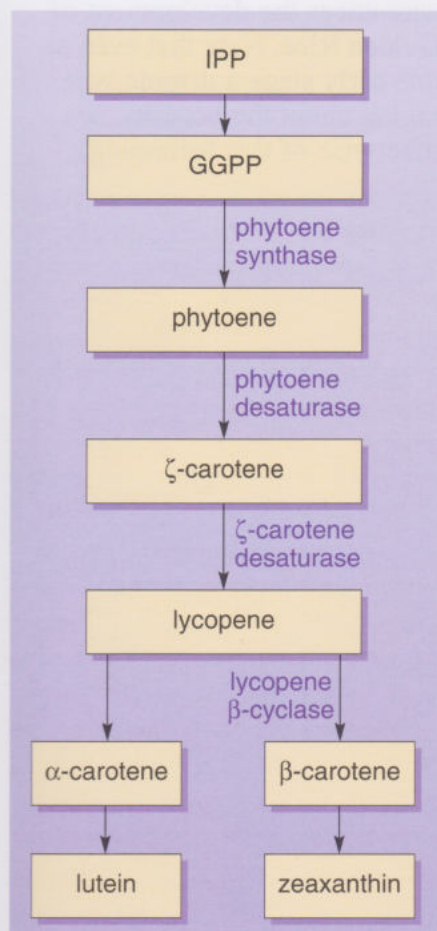 IPP
GGPP
phytoene
synthase
phytoene
phytoene
desaturase
ζ-carotene
ζ-carotene
desaturase
lycopene
lycopene
β-cyclase
α-carotene
β-carotene
lutein
zeaxanthin